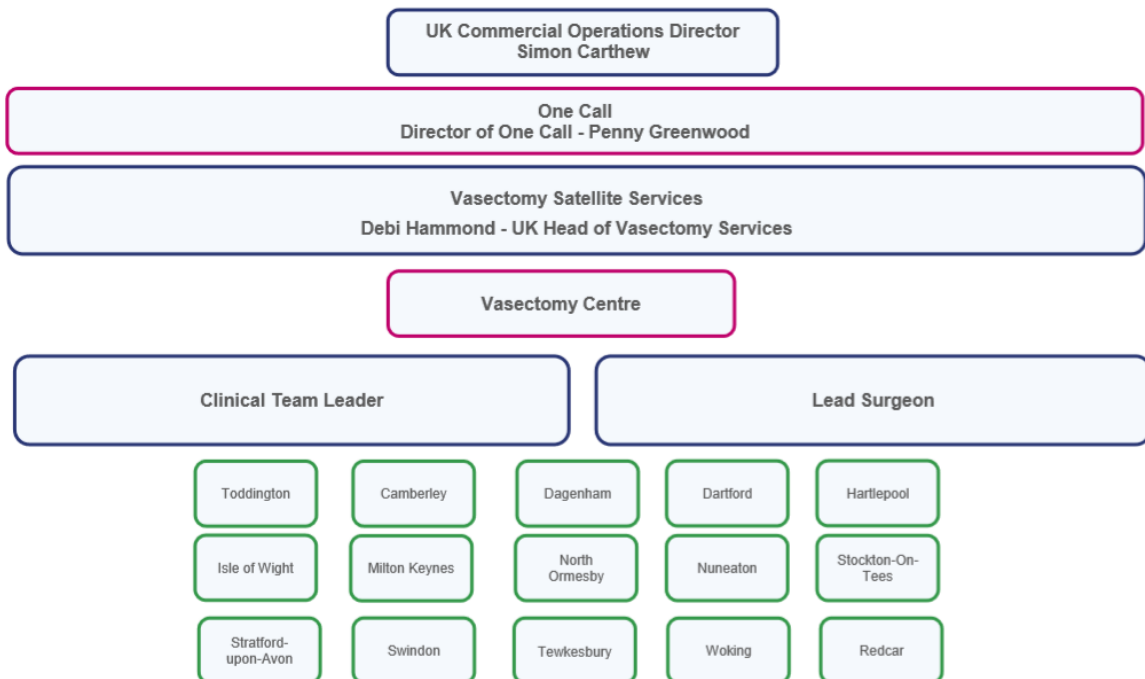 UK Commercial Operations Director
Simon Carthew
One Call
Director of One Call - Penny Greenwood
Vasectomy Satellite Services
Debi Hammond - UK Head of Vasectomy Services
Vasectomy Centre
Clinical Team Leader
Lead Surgeon
Toddington
Camberley
Dagenham
Dartford
Hartlepool
Isle of Wight
Milton Keynes
North
Ormesby
Nuneaton
Stockton-On-
Tees
Stratford-
upon-Avon
Swindon
Tewkesbury
Woking
Redcar